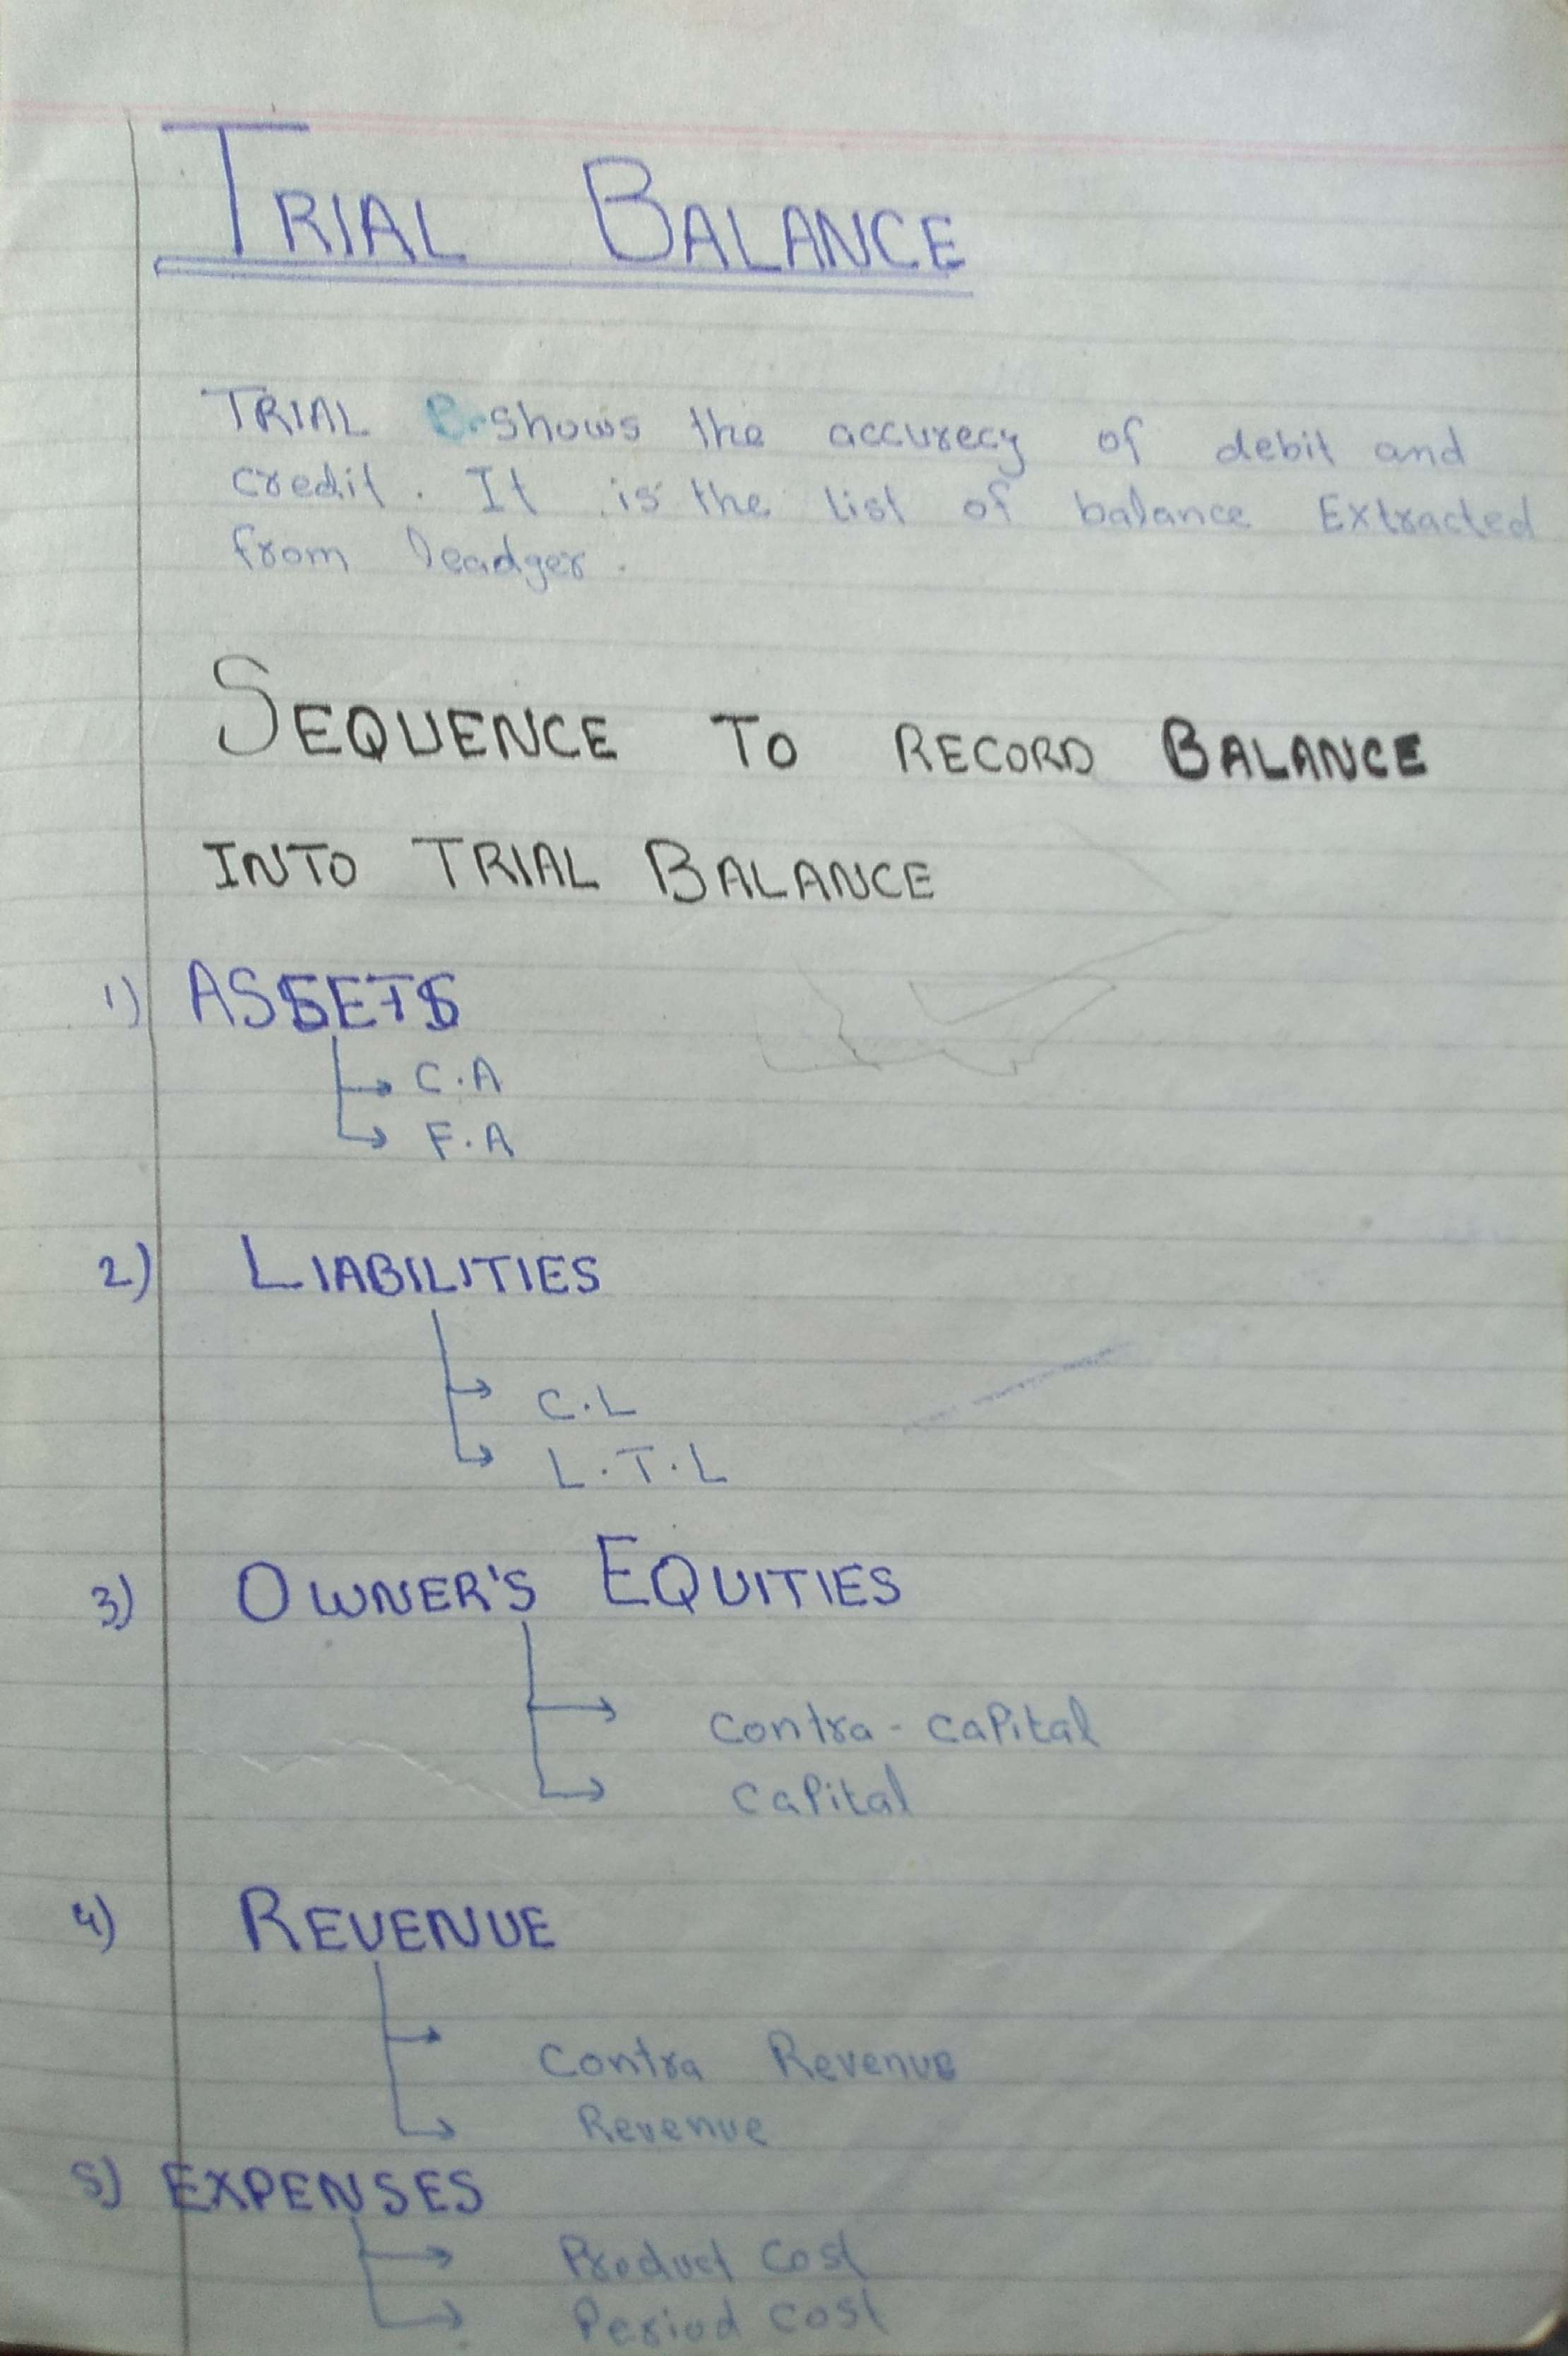 TRIAL BALANCE
TRIAL B. shows the accurecy of debit and
credit. It is the list of balance Extracted
from leadger.
SEQUENCE TO RECORD BALANCE
INTO TRIAL BALANCE
1) ASSETS
C.A
F.A
2) LIABILITIES
C.L
L.T.L
3) OWNER'S EQUITIES
Contra-Capital
Capital
4) REVENUE
Contra Revenue
Revenue
5) EXPENSES
Product Cost
Period Cost